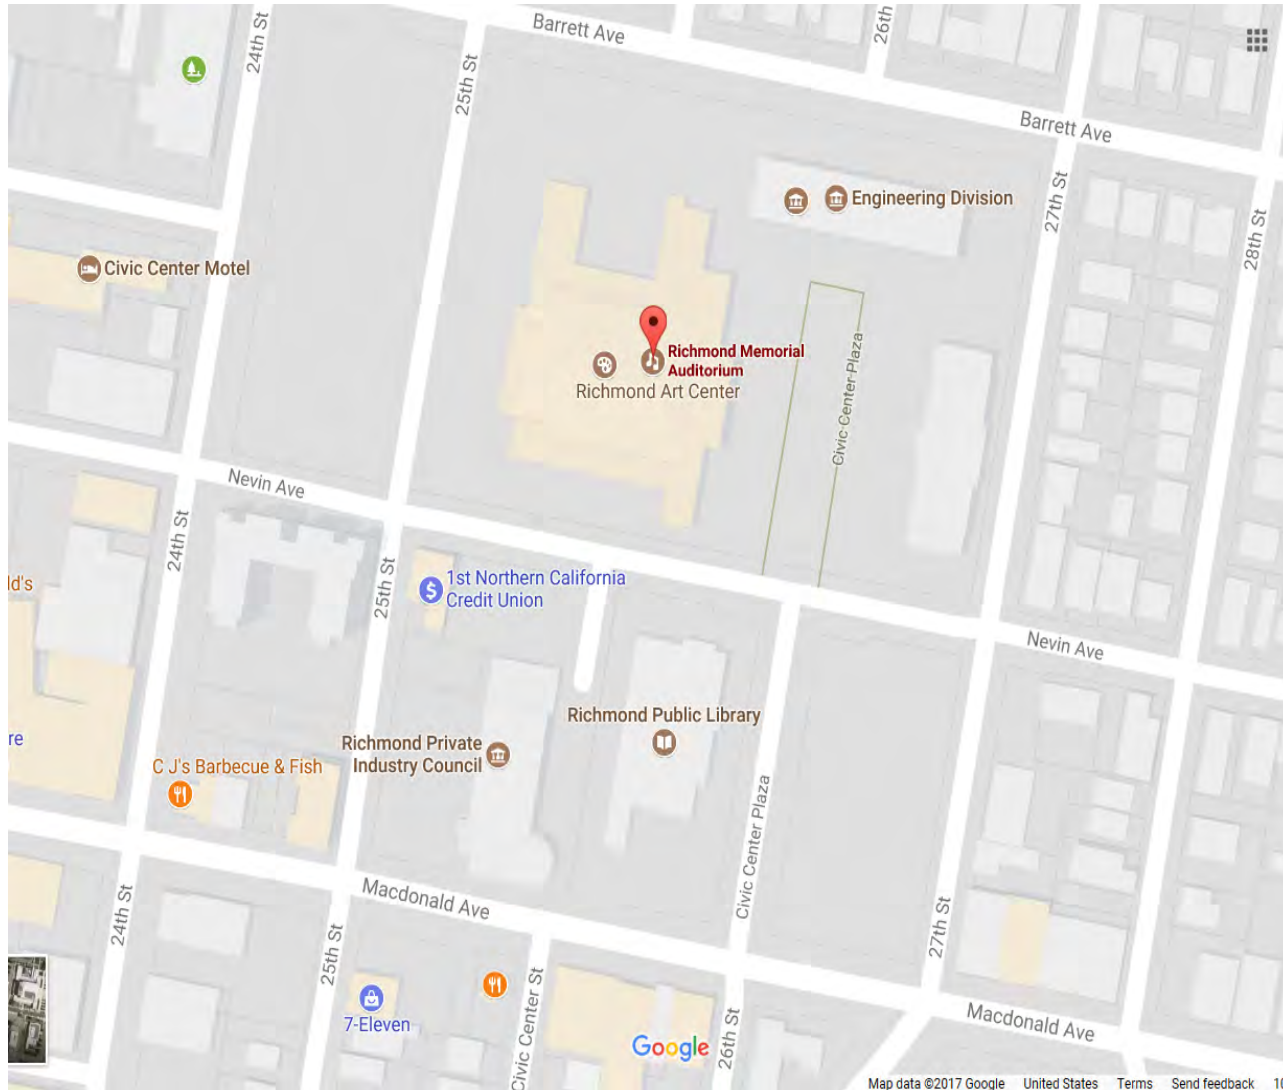 24th St
25th St
Barrett Ave
26th
Barrett Ave
27th St
28th St
Engineering Division
Civic Center Motel
Richmond Memorial
Auditorium
Richmond Art Center
Civic Center Plaza
Nevin Ave
24th St
25th St
ld's
1st Northern California
Credit Union
Nevin Ave
Richmond Public Library
re
Richmond Private
Industry Council
C J's Barbecue & Fish
Civic Center Plaza
Macdonald Ave
24th St
25th St
27th St
7-Eleven
Civic Center St
Google
26th St
Macdonald Ave
Map data ©2017 Google United States Terms Send feedback